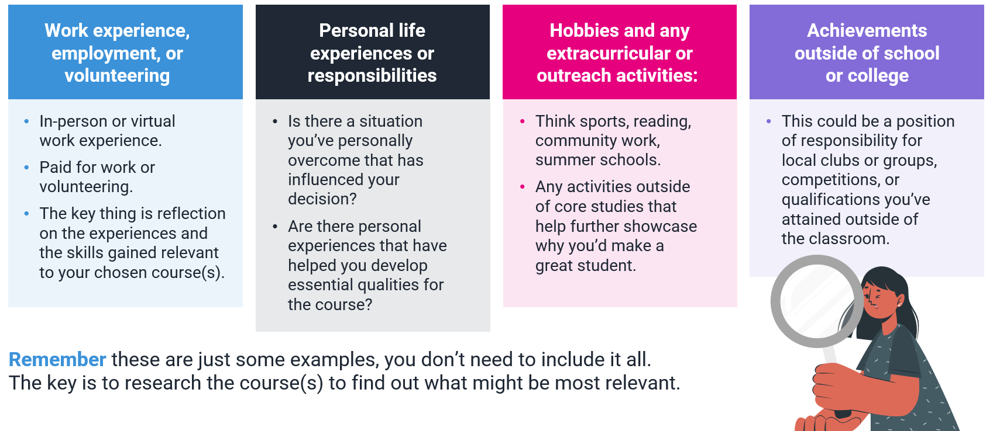 Work experience,
employment, or
volunteering
• In-person or virtual
work experience.
• Paid for work or
volunteering.
• The key thing is reflection
on the experiences and
the skills gained relevant
to your chosen course(s).
Personal life
experiences or
responsibilities
• Is there a situation
you’ve personally
overcome that has
influenced your
decision?
• Are there personal
experiences that have
helped you develop
essential qualities for
the course?
Hobbies and any
extracurricular or
outreach activities:
• Think sports, reading,
community work,
summer schools.
• Any activities outside
of core studies that
help further showcase
why you’d make a
great student.
Achievements
outside of school
or college
• This could be a position
of responsibility for
local clubs or groups,
competitions, or
qualifications you’ve
attained outside of
the classroom.
Remember these are just some examples, you don’t need to include it all.
The key is to research the course(s) to find out what might be most relevant.